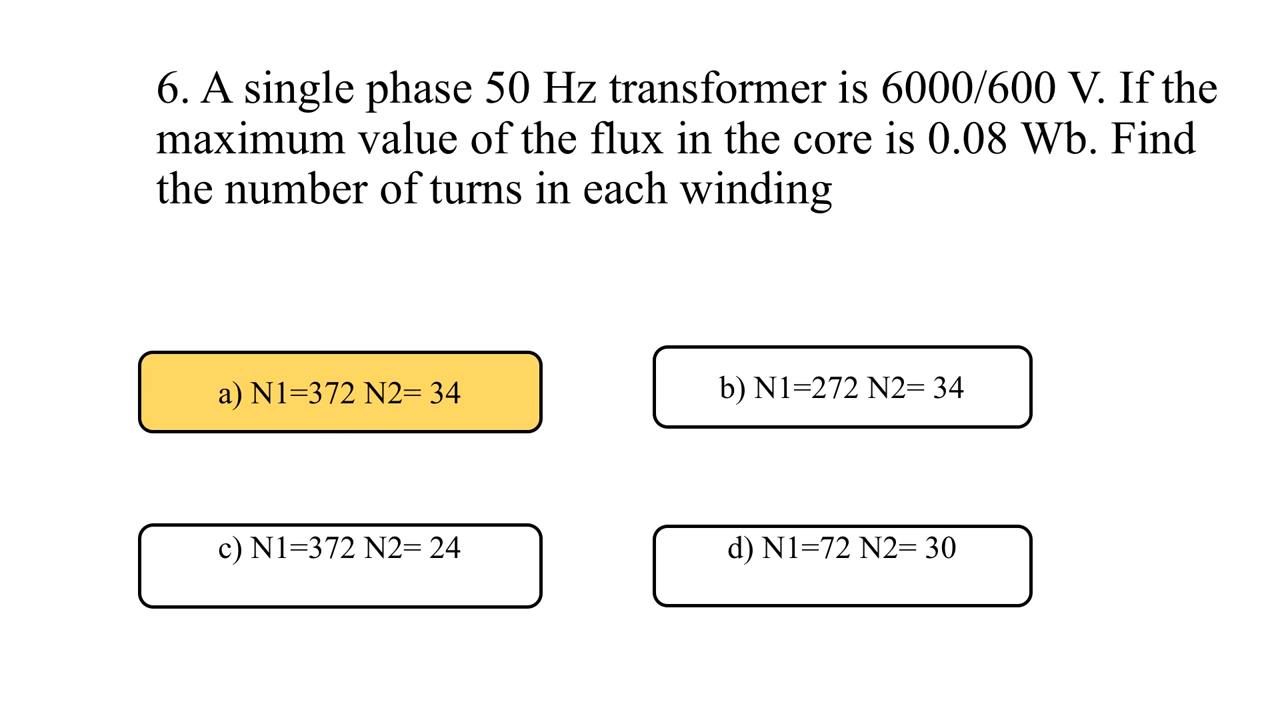 6. A single phase 50 Hz transformer is 6000/600 V. If the
maximum value of the flux in the core is 0.08 Wb. Find
the number of turns in each winding
a) N1=372 N2= 34
b) N1=272 N2= 34
c) N1=372 N2= 24
d) N1=72 N2= 30